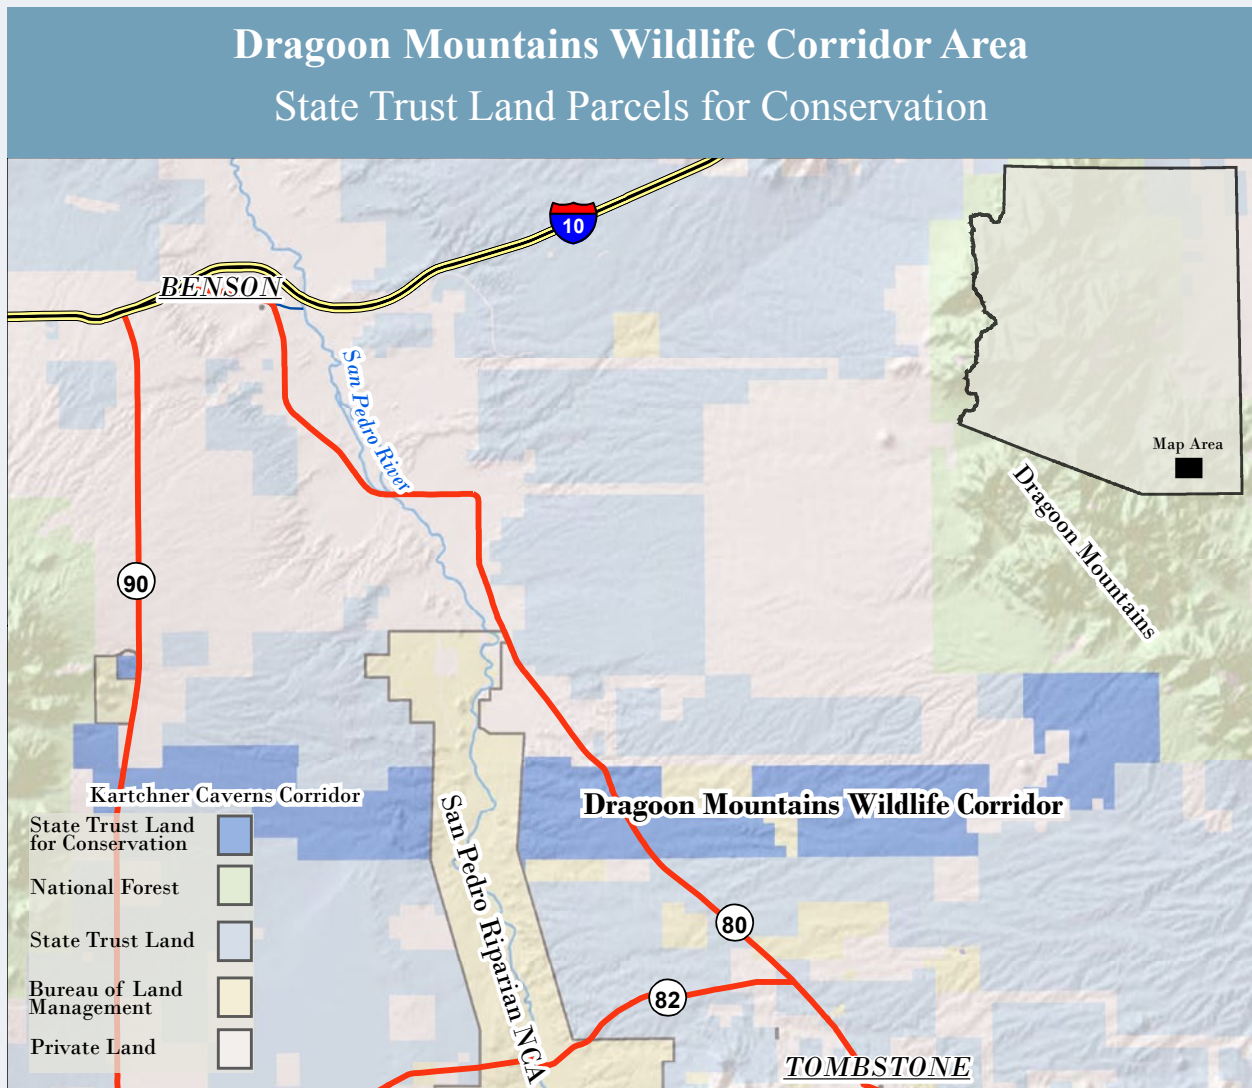 Dragoon Mountains Wildlife Corridor Area
State Trust Land Parcels for Conservation
10
BENSON
San Pedro River
Map Area
Dragoon Mountains
90
Kartchner Caverns Corridor
Dragoon Mountains Wildlife Corridor
San Pedro Riparian NCA
State Trust Land
for Conservation
National Forest
State Trust Land
Bureau of Land
Management
Private Land
80
82
TOMBSTONE